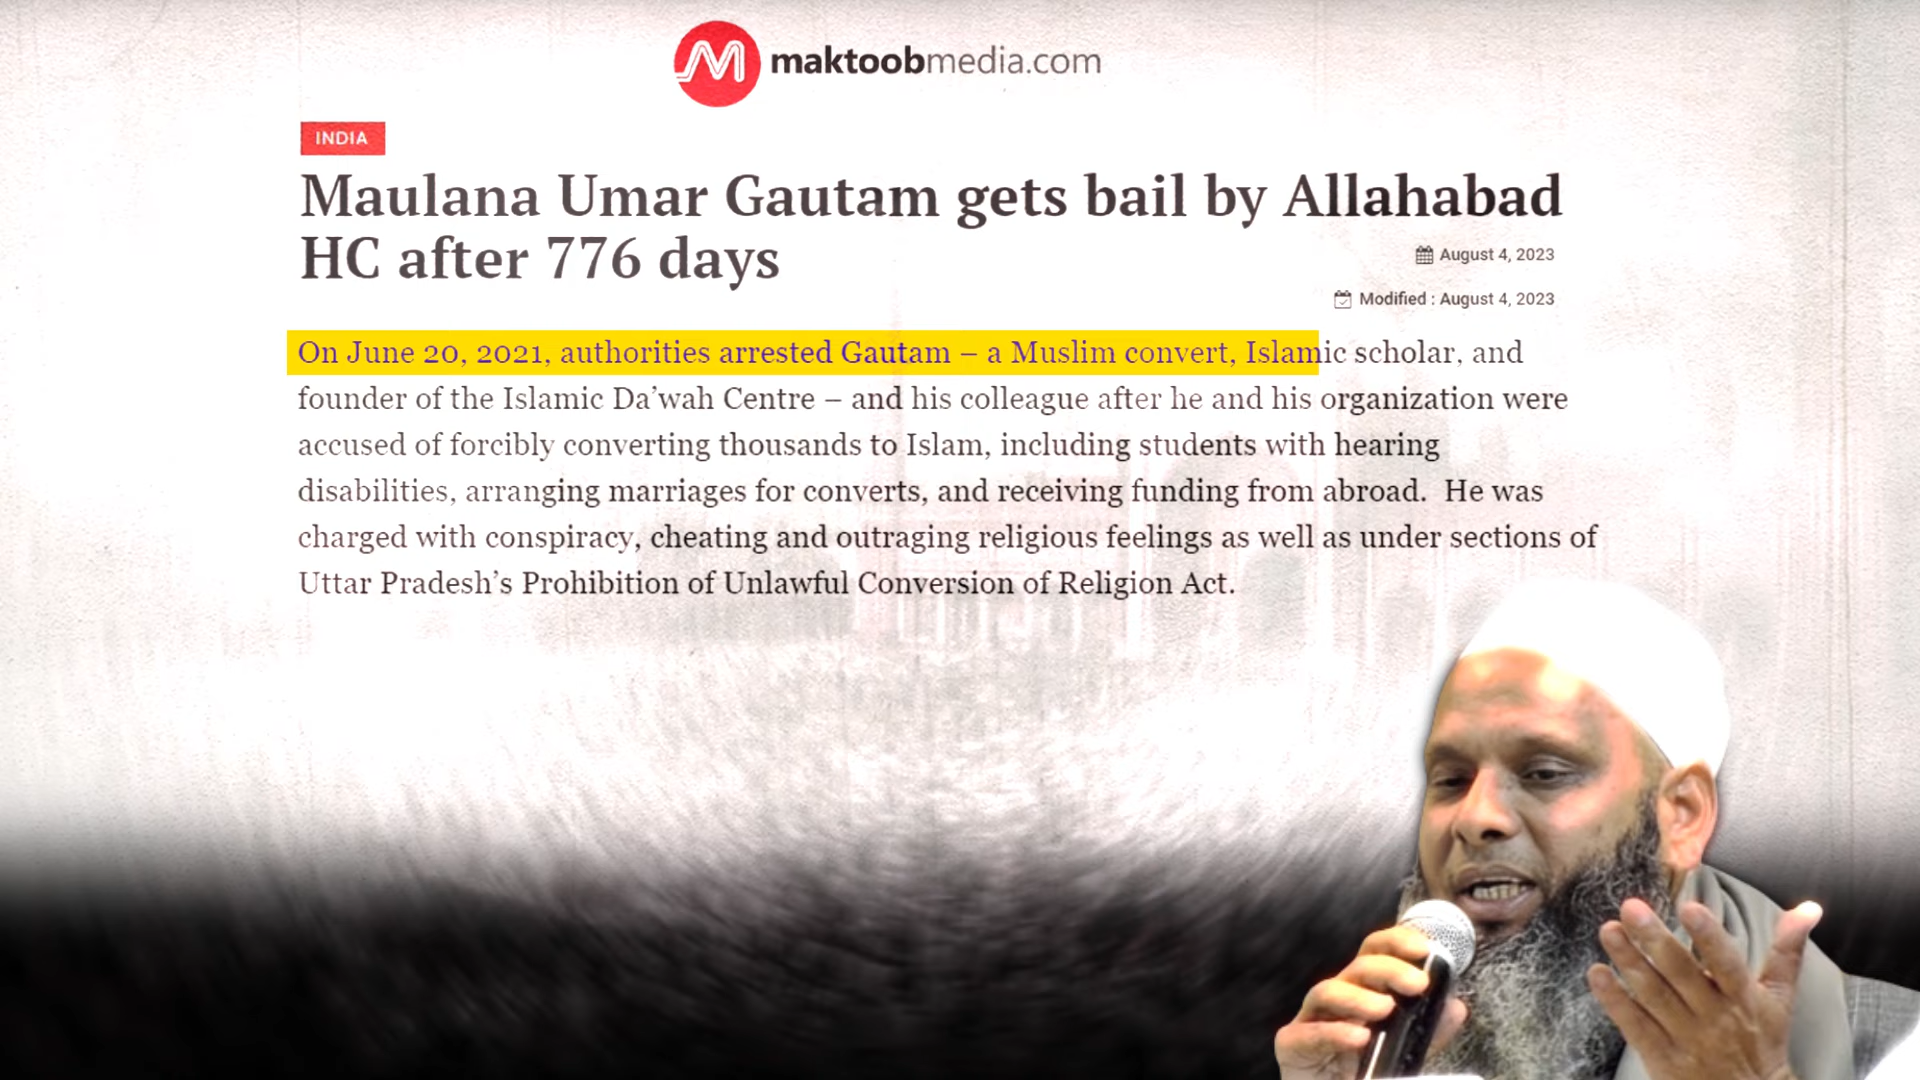 maktoobmedia.com
INDIA
Maulana Umar Gautam gets bail by Allahabad
HC after 776 days
August 4, 2023
Modified : August 4, 2023
On June 20, 2021, authorities arrested Gautam – a Muslim convert, Islamic scholar, and
founder of the Islamic Da’wah Centre – and his colleague after he and his organization were
accused of forcibly converting thousands to Islam, including students with hearing
disabilities, arranging marriages for converts, and receiving funding from abroad.  He was
charged with conspiracy, cheating and outraging religious feelings as well as under sections of
Uttar Pradesh’s Prohibition of Unlawful Conversion of Religion Act.